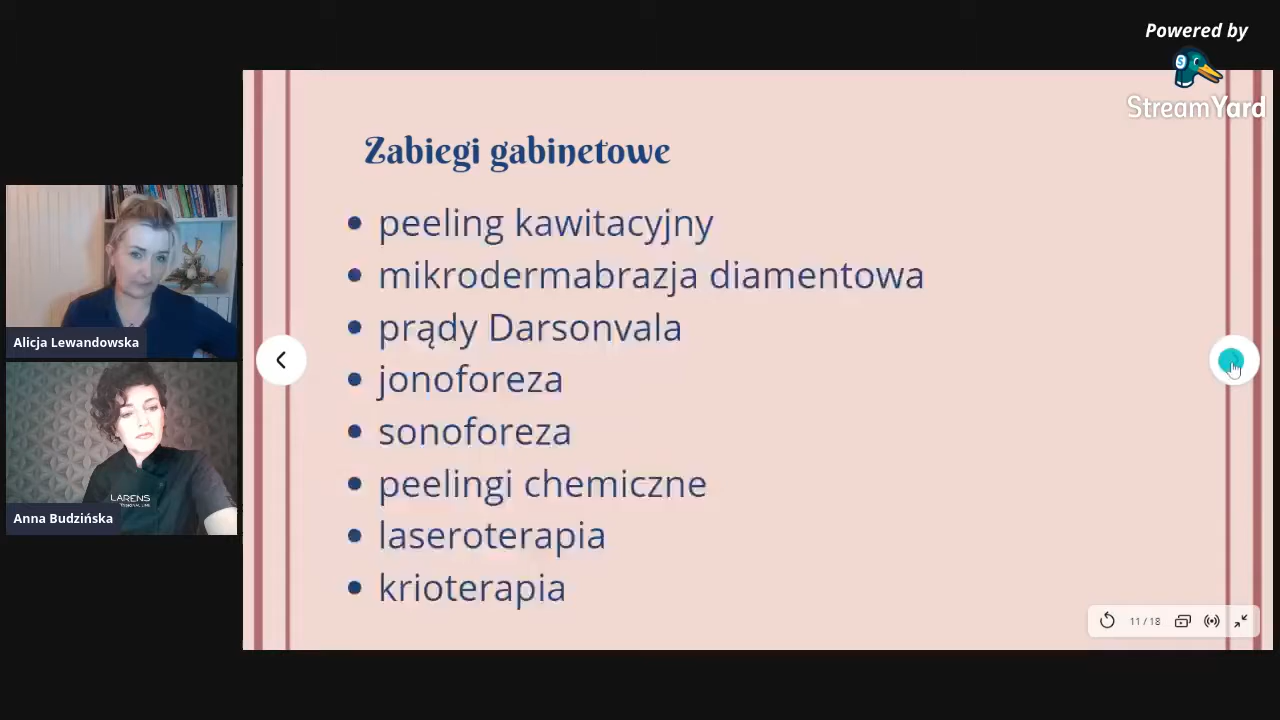 Powered by
StreamYard
Zabiegi gabinetowe
• peeling kawitacyjny
• mikrodermabrazja diamentowa
• prądy Darsonvala
• jonoforeza
• sonoforeza
• peelingi chemiczne
• laseroterapia
• krioterapia
Alicja Lewandowska
LARENS
Anna Budzińska
11 / 18